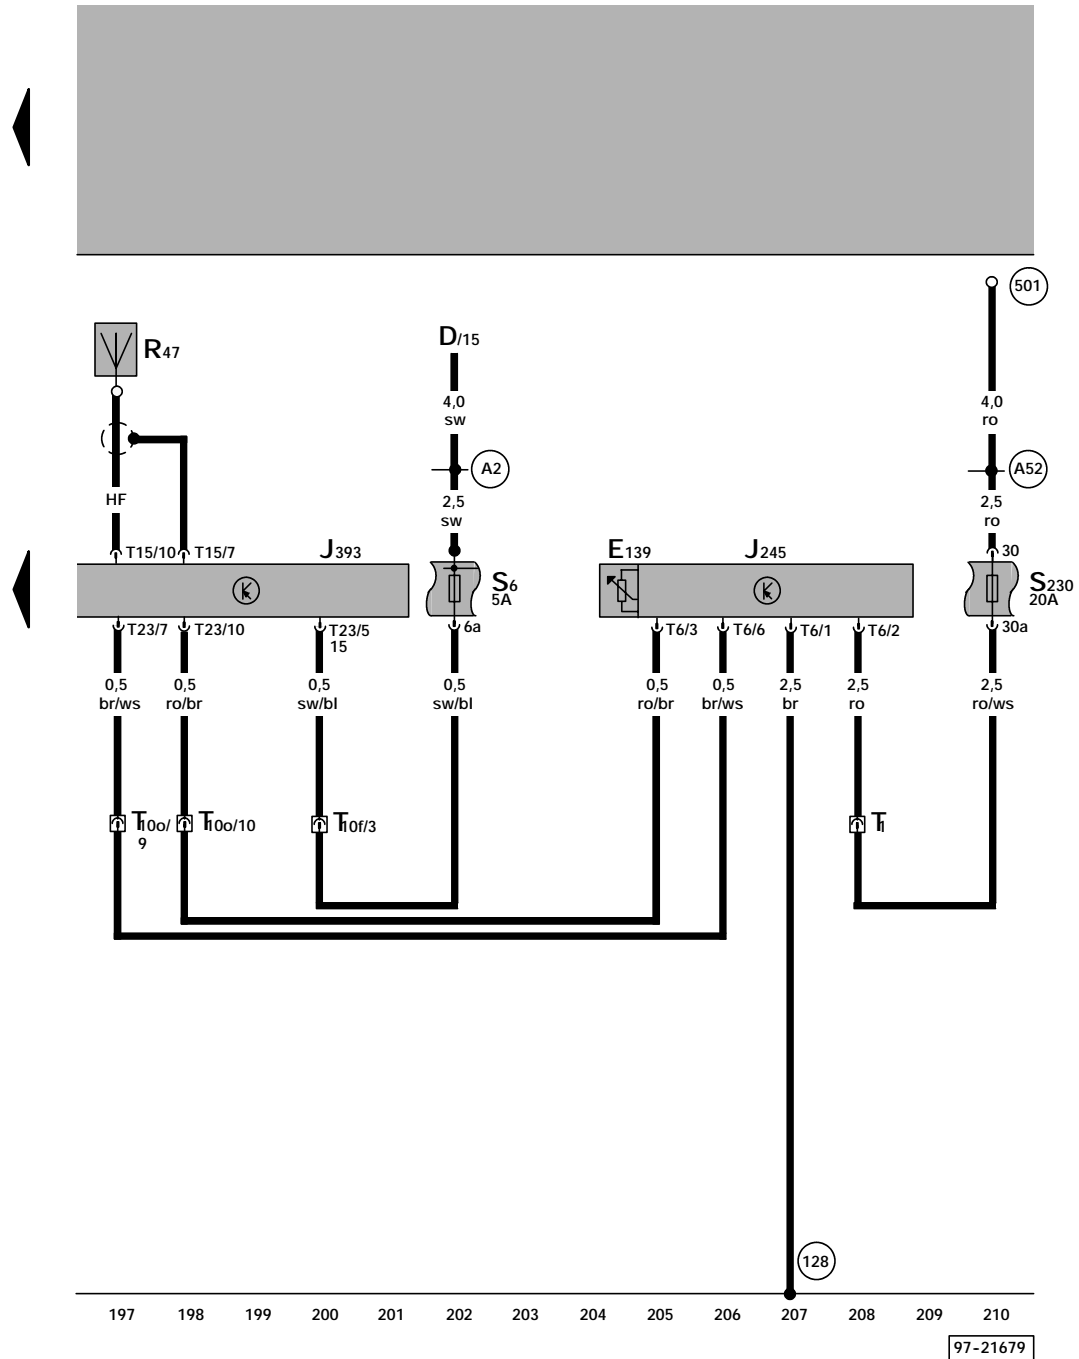 501
R47
D/15
4,0
sw
4,0
ro
A2
A52
HF
2,5
sw
2,5
ro
T15/10
T15/7
J393
E139
J245
30
S6
5A
S230
20A
T23/7
T23/10
T23/5
15
6a
T6/3
T6/6
T6/1
T6/2
30a
0,5
br/ws
0,5
ro/br
0,5
sw/bl
0,5
sw/bl
0,5
ro/br
0,5
br/ws
2,5
br
2,5
ro
2,5
ro/ws
T10o/
9
T10o/10
T10f/3
T1
128
197 198 199 200 201 202 203 204 205 206 207 208 209 210
97-21679